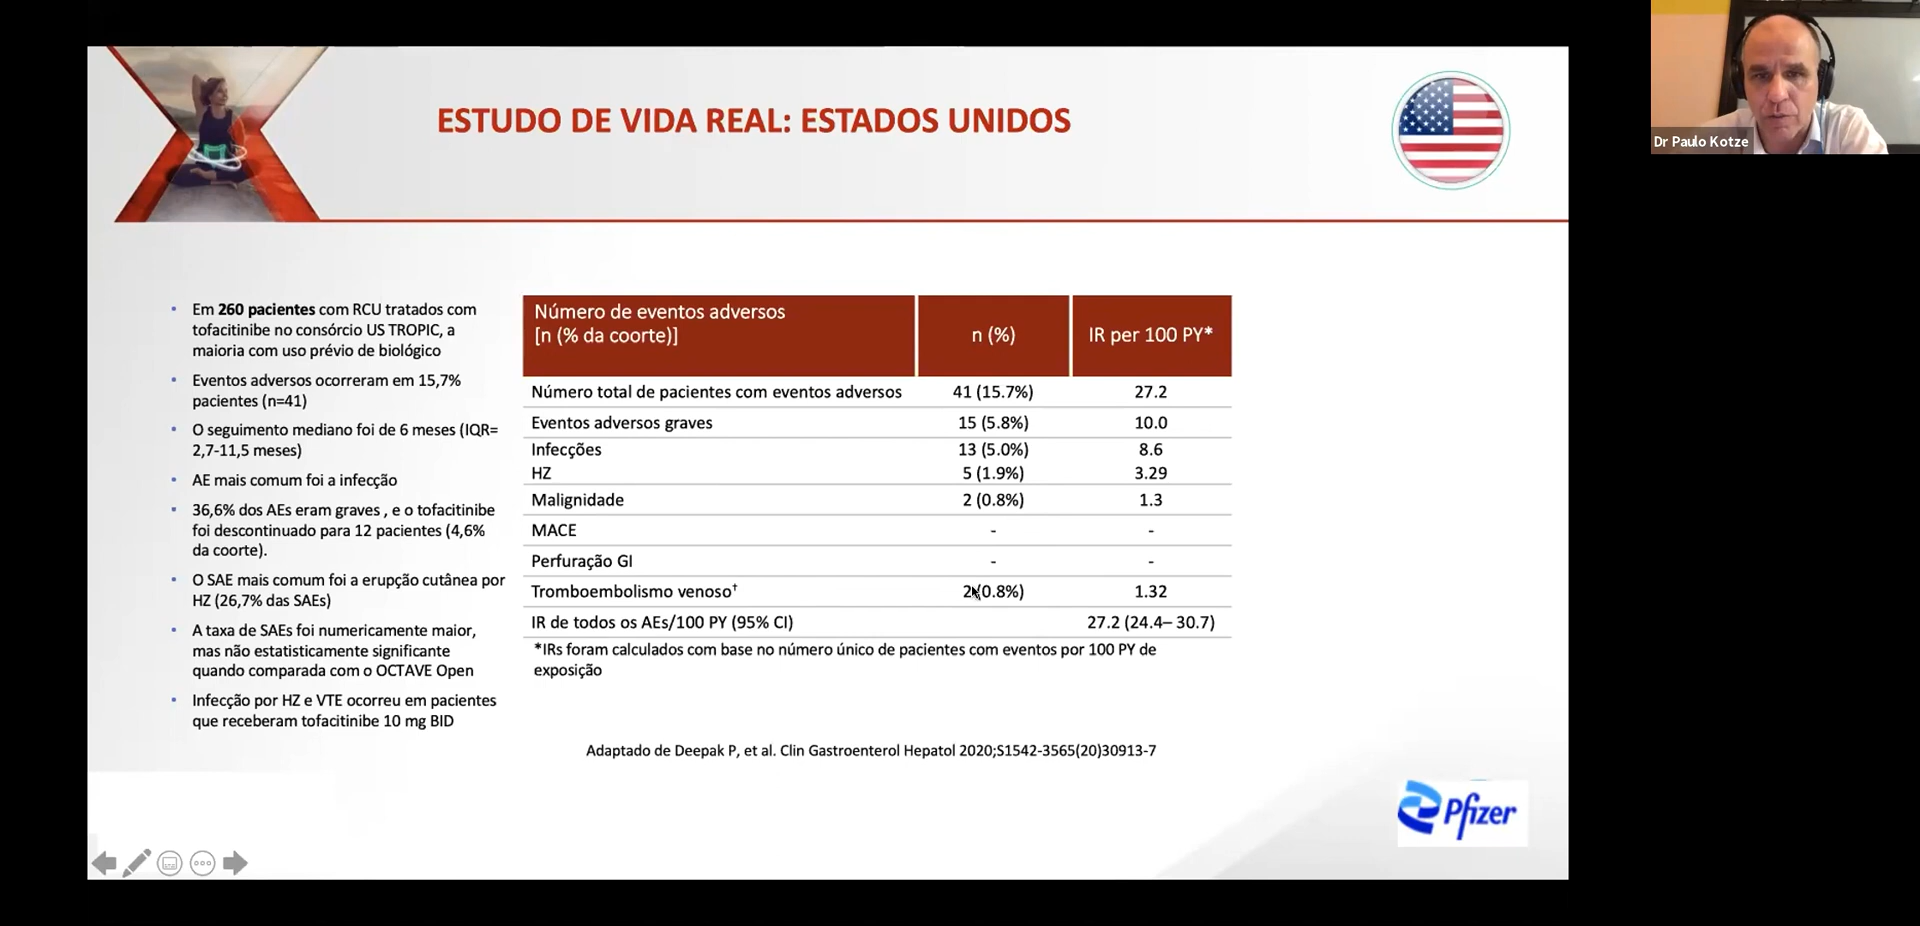 ESTUDO DE VIDA REAL: ESTADOS UNIDOS
Dr Paulo Kotze
• Em 260 pacientes com RCU tratados com
tofacitinibe no consórcio US TROPIC, a
maioria com uso prévio de biológico
• Eventos adversos ocorreram em 15,7%
pacientes (n=41)
• O seguimento mediano foi de 6 meses (IQR=
2,7-11,5 meses)
• AE mais comum foi a infecção
• 36,6% dos AEs eram graves , e o tofacitinibe
foi descontinuado para 12 pacientes (4,6%
da coorte).
• O SAE mais comum foi a erupção cutânea por
HZ (26,7% das SAEs)
• A taxa de SAEs foi numericamente maior,
mas não estatisticamente significante
quando comparada com o OCTAVE Open
• Infecção por HZ e VTE ocorreu em pacientes
que receberam tofacitinibe 10 mg BID
Número de eventos adversos
[n (% da coorte)] n (%) IR per 100 PY*
Número total de pacientes com eventos adversos 41 (15.7%) 27.2
Eventos adversos graves 15 (5.8%) 10.0
Infecções 13 (5.0%) 8.6
HZ 5 (1.9%) 3.29
Malignidade 2 (0.8%) 1.3
MACE - -
Perfuração GI - -
Tromboembolismo venoso† 2 (0.8%) 1.32
IR de todos os AEs/100 PY (95% CI) 27.2 (24.4– 30.7)
*IRs foram calculados com base no número único de pacientes com eventos por 100 PY de
exposição
Adaptado de Deepak P, et al. Clin Gastroenterol Hepatol 2020;S1542-3565(20)30913-7
Pfizer